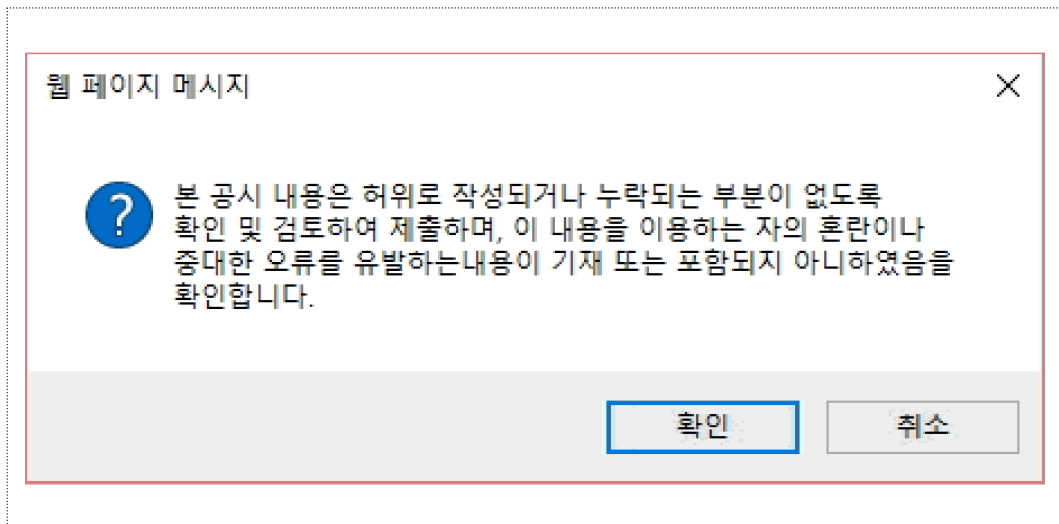 웹 페이지 메시지
본 공시 내용은 허위로 작성되거나 누락되는 부분이 없도록
확인 및 검토하여 제출하며, 이 내용을 이용하는 자의 혼란이나
중대한 오류를 유발하는내용이 기재 또는 포함되지 아니하였음을
확인합니다.
확인 취소